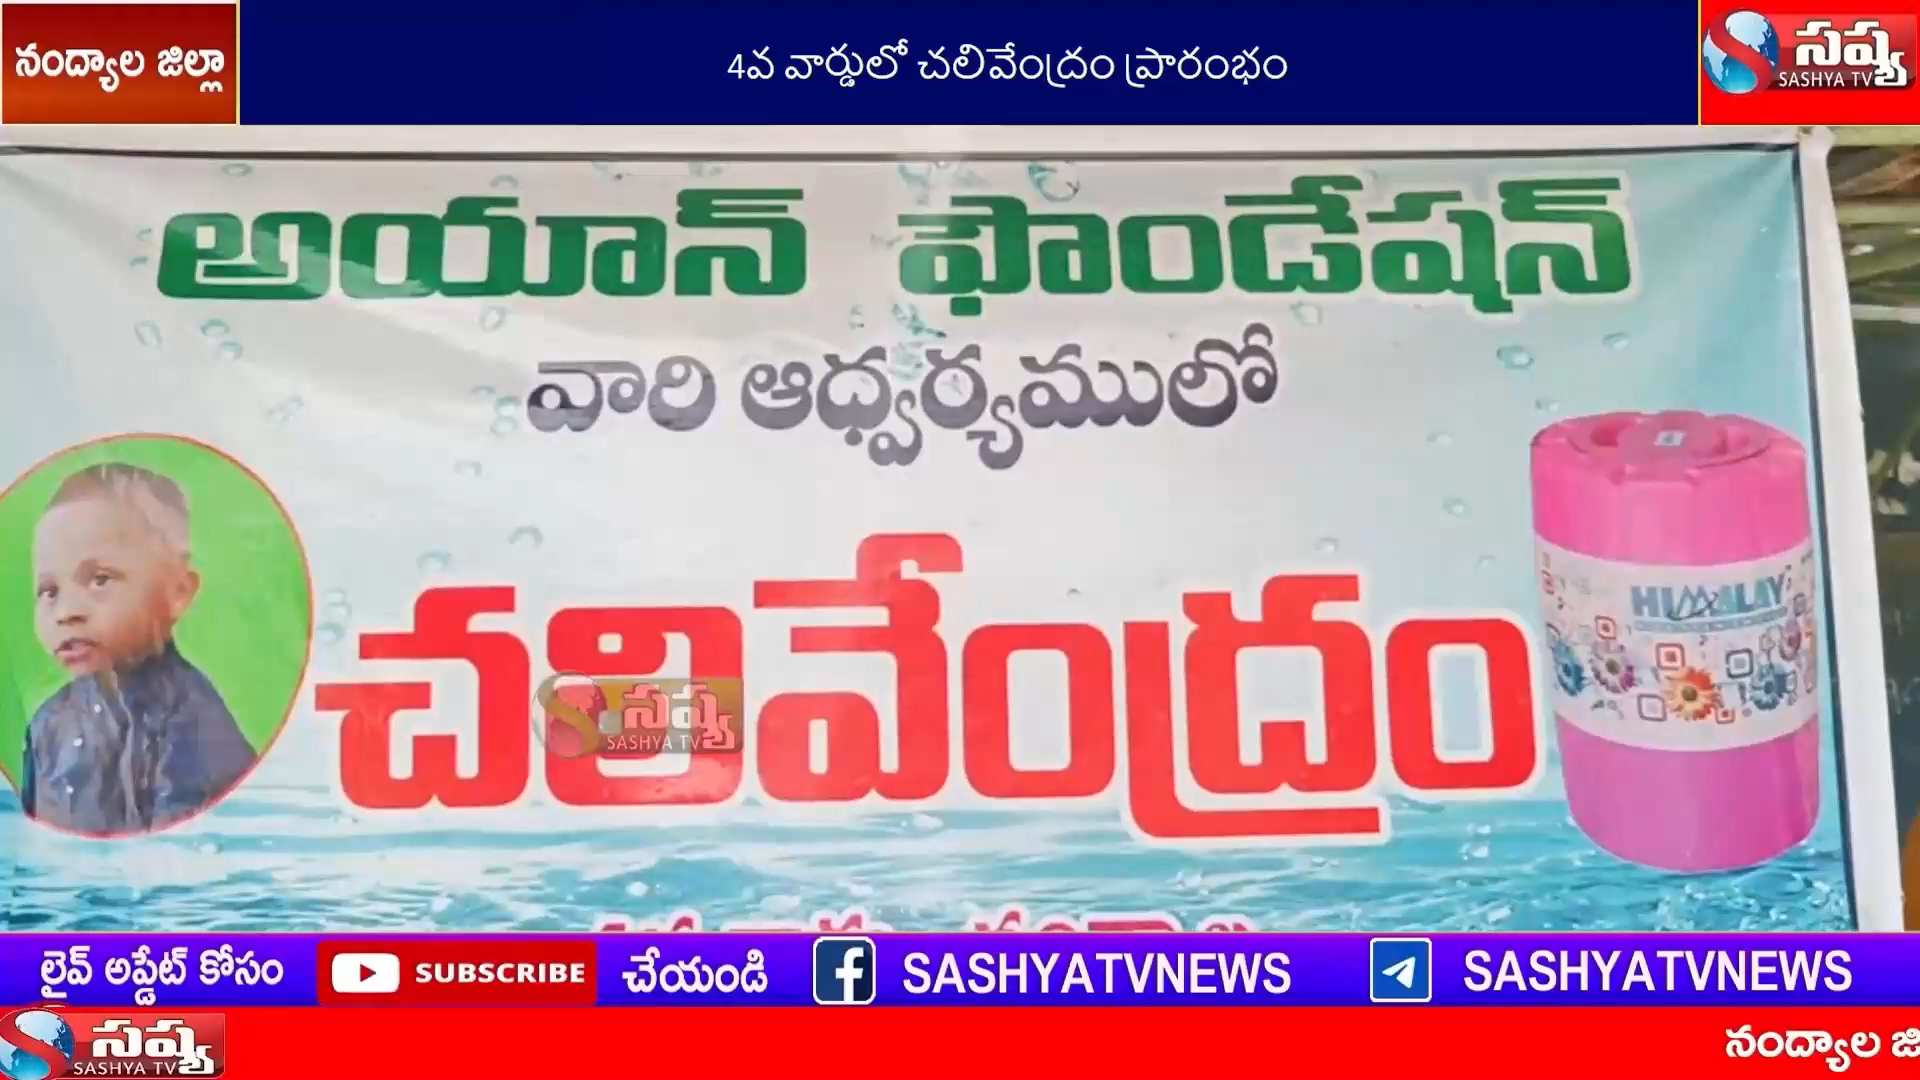 నంద్యాల జిల్లా
4వ వార్డులో చలివేంద్రం ప్రారంభం
సష్య
SASHYA TV
అయాన్ ఫౌండేషన్
వారి ఆధ్వర్యములో
చలివేంద్రం
HIMALAY
సష్య
SASHYA TV
లైవ్ అప్డేట్ కోసం SUBSCRIBE చేయండి SASHYATVNEWS SASHYATVNEWS
సష్య
SASHYA TV
నంద్యాల జి